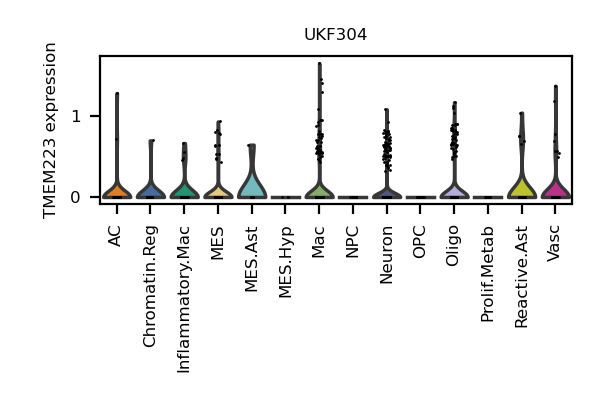 UKF304
TMEM223 expression
1
0
AC
Chromatin.Reg
Inflammatory.Mac
MES
MES.Ast
MES.Hyp
Mac
NPC
Neuron
OPC
Oligo
Prolif.Metab
Reactive.Ast
Vasc